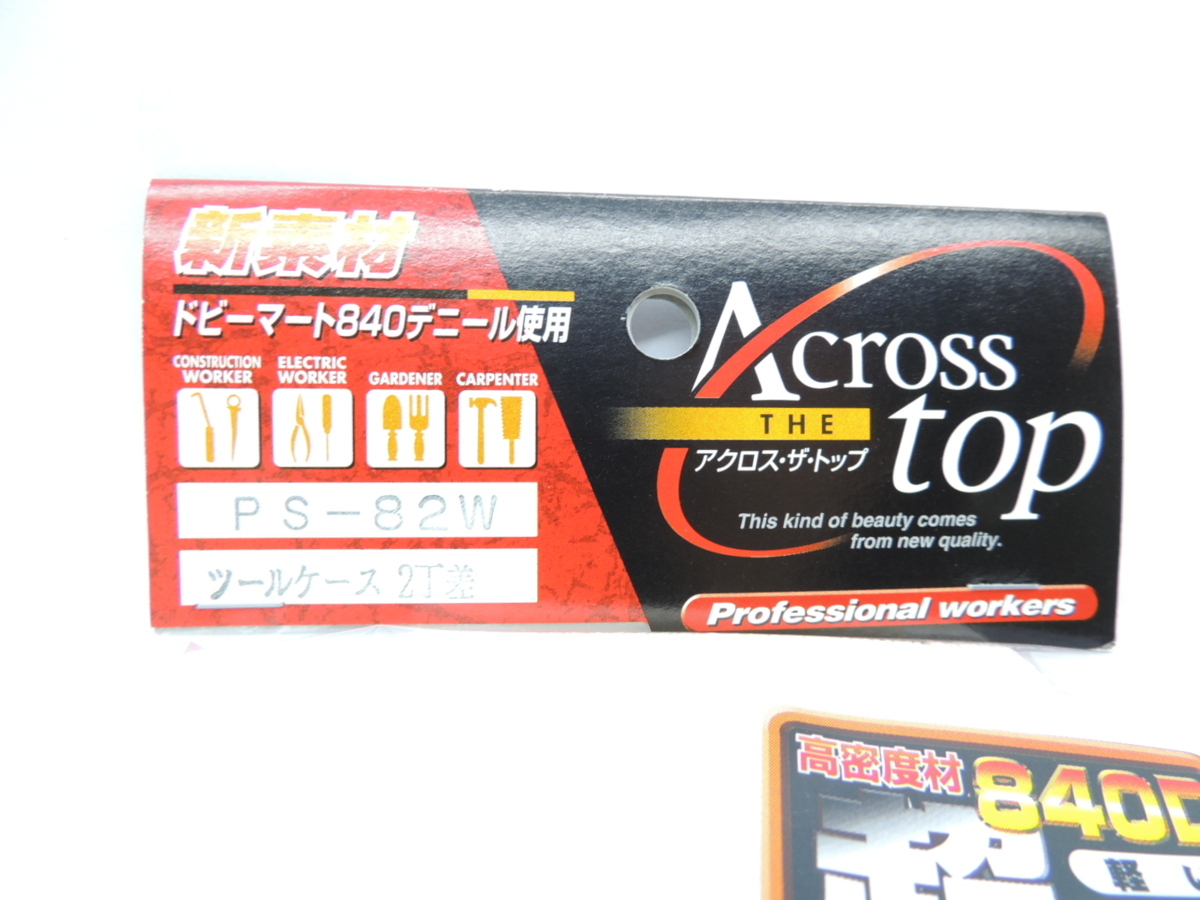 新素材
ドビーマート840デニール使用
CONSTRUCTION WORKER
ELECTRIC WORKER
GARDENER
CARPENTER
PS-82W
ツールケース 2丁差
Across
THE
top
アクロス・ザ・トップ
This kind of beauty comes
from new quality.
Professional workers
高密度材 840D
軽い